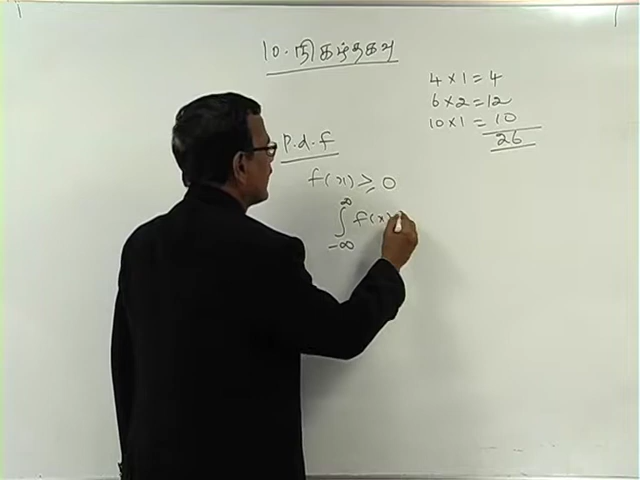 10. நிகழ்தகவு
4 × 1 = 4
6 × 2 = 12
10 × 1 = 10
26
P.d.f
f(x) ≥ 0
∫_{-∞}^{∞} f(x)